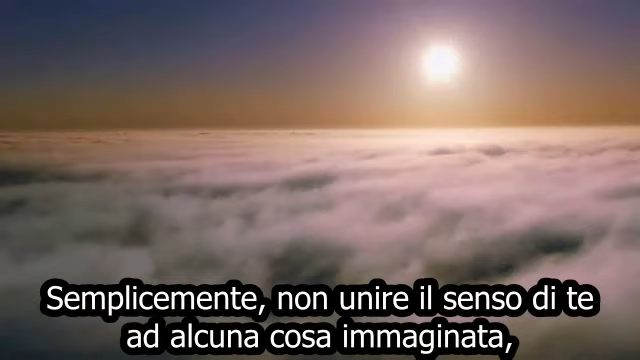 Semplicemente, non unire il senso di te
ad alcuna cosa immaginata,